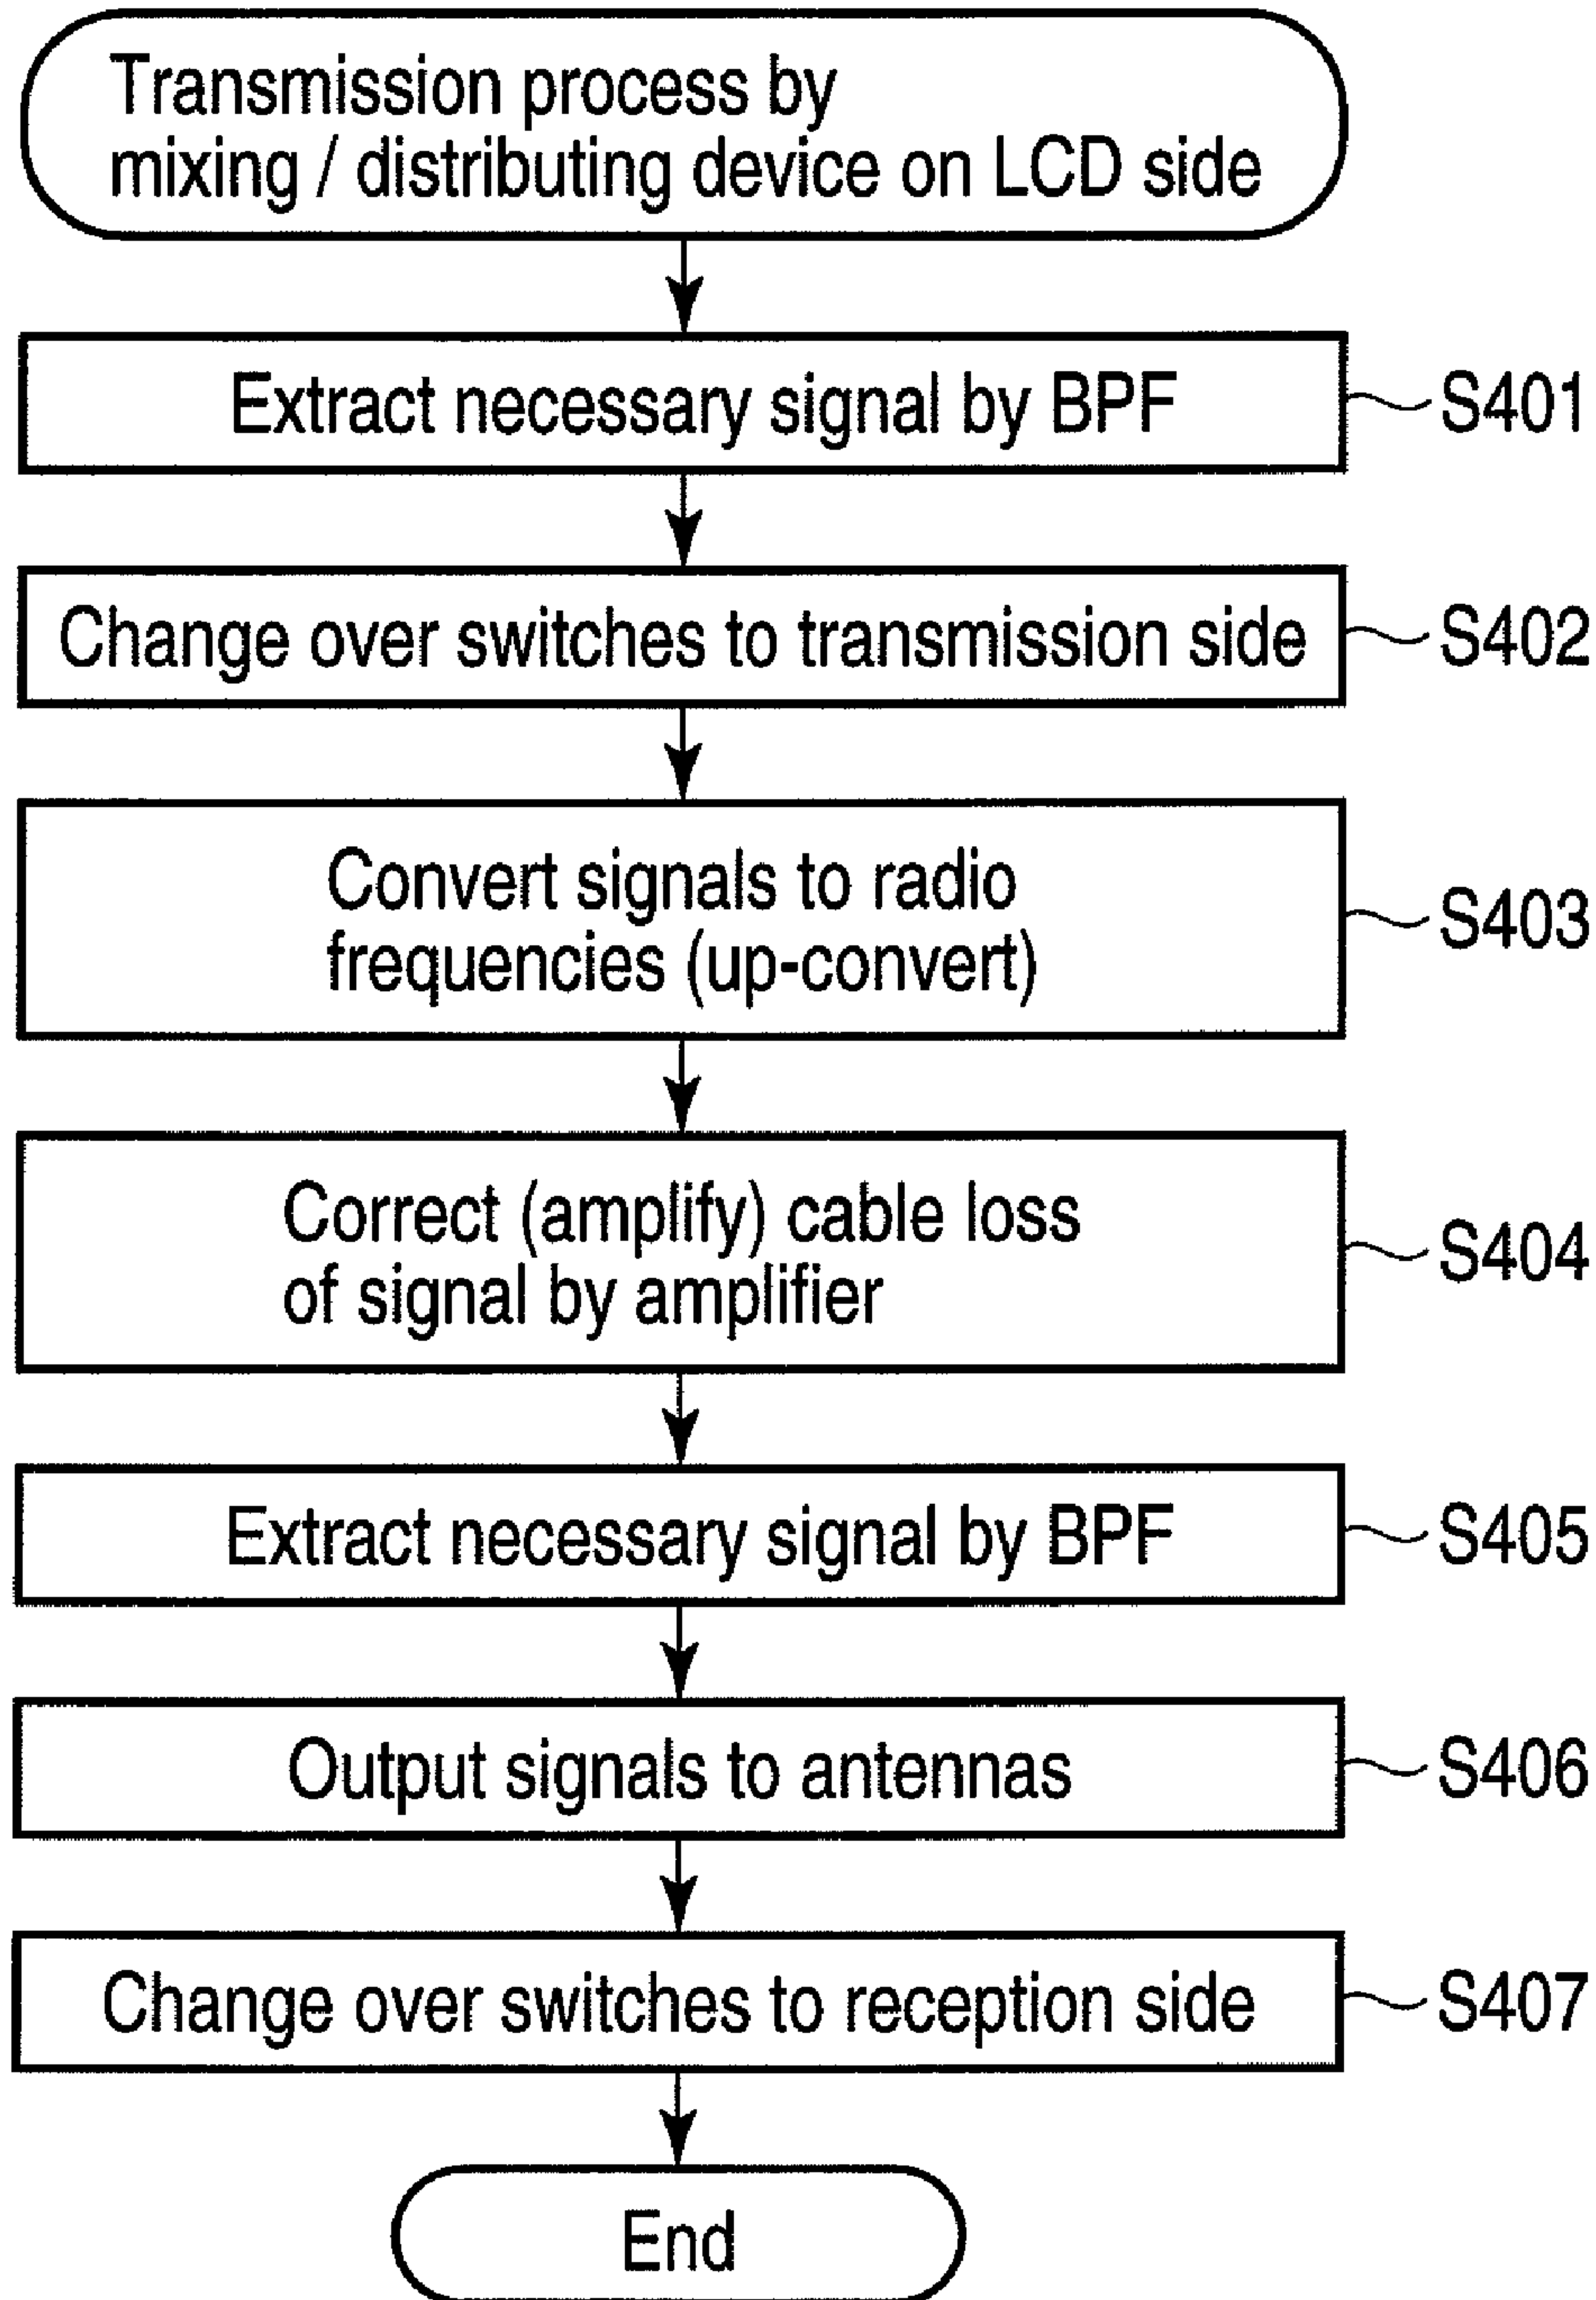 Transmission process by
mixing / distributing device on LCD side
Extract necessary signal by BPF
S401
Change over switches to transmission side
S402
Convert signals to radio
frequencies (up-convert)
S403
Correct (amplify) cable loss
of signal by amplifier
S404
Extract necessary signal by BPF
S405
Output signals to antennas
S406
Change over switches to reception side
S407
End